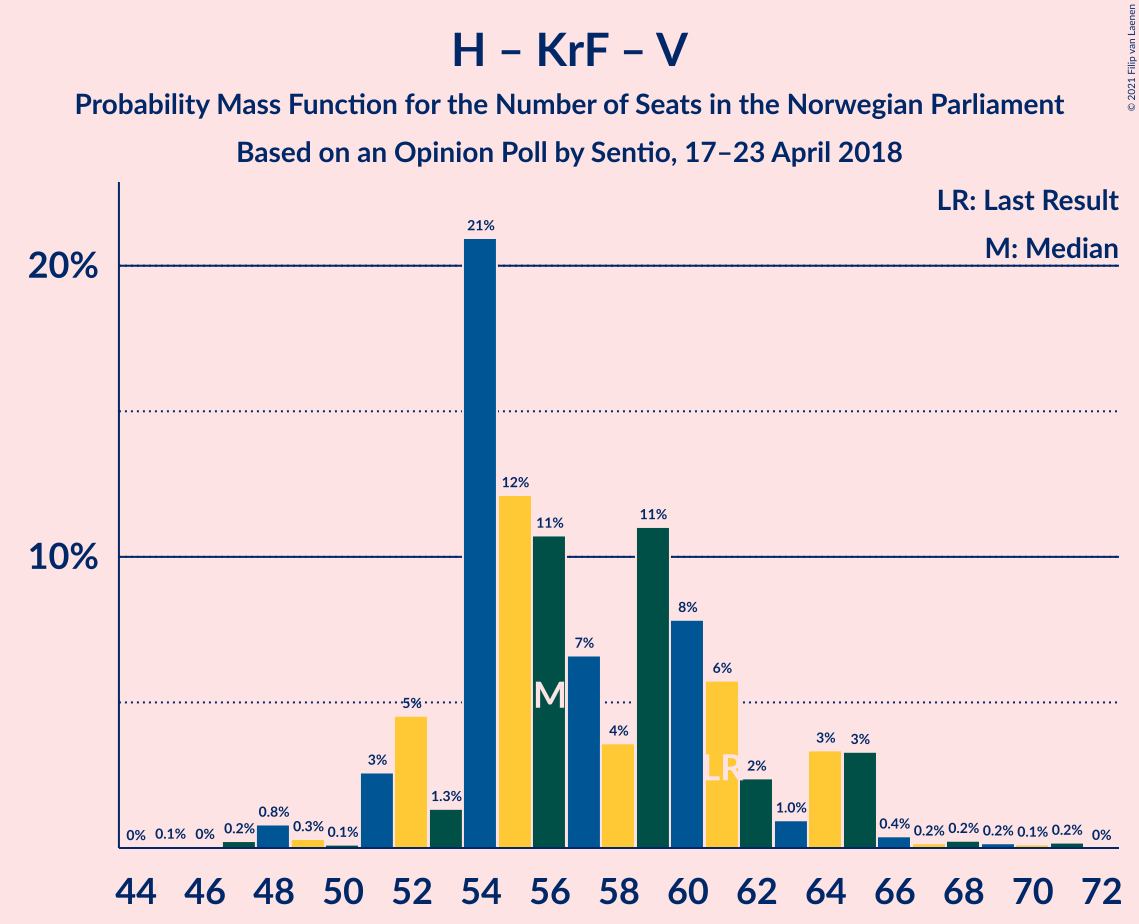 © 2021 Filip van Laenen
H – KrF – V
Probability Mass Function for the Number of Seats in the Norwegian Parliament
Based on an Opinion Poll by Sentio, 17–23 April 2018
LR: Last Result
M: Median
20%
10%
0% 0.1% 0% 0.2% 0.8% 0.3% 0.1% 3% 5% 1.3% 21% 12% 11% 7% 4% 11% 8% 6% 2% 1.0% 3% 3% 0.4% 0.2% 0.2% 0.2% 0.1% 0.2% 0%
M
LR
44 46 48 50 52 54 56 58 60 62 64 66 68 70 72